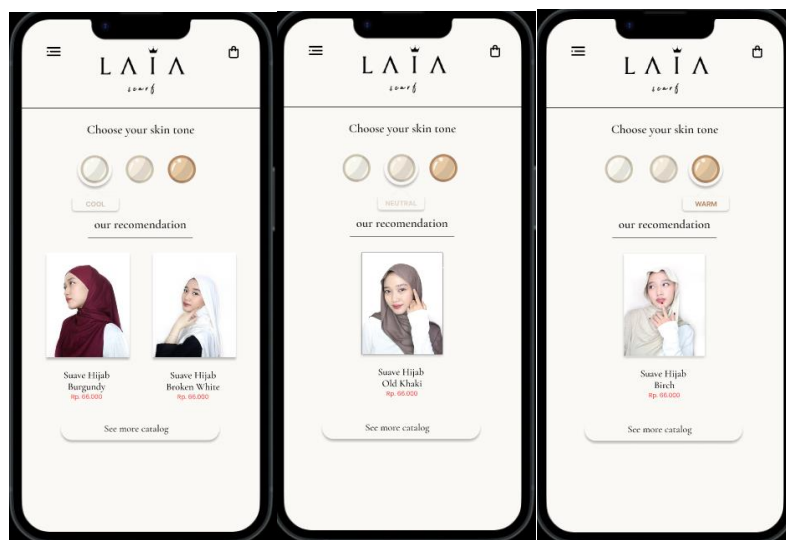 LAIA
scarf
Choose your skin tone
COOL
our recomendation
Suave Hijab
Burgundy
Rp. 66.000
Suave Hijab
Broken White
Rp. 66.000
See more catalog
LAIA
scarf
Choose your skin tone
NEUTRAL
our recomendation
Suave Hijab
Old Khaki
Rp. 66.000
See more catalog
LAIA
scarf
Choose your skin tone
WARM
our recomendation
Suave Hijab
Birch
Rp. 66.000
See more catalog